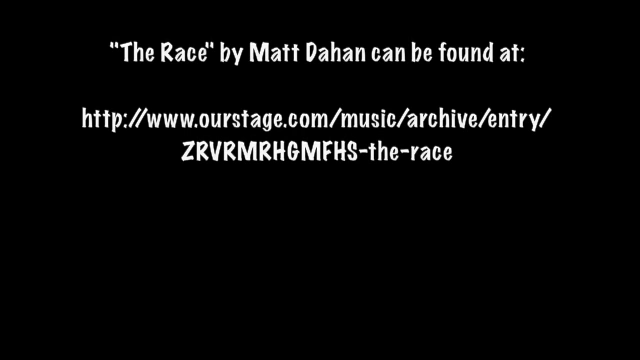 "The Race" by Matt Dahan can be found at:
http://www.ourstage.com/music/archive/entry/
ZRVRMRHGMFHS-the-race